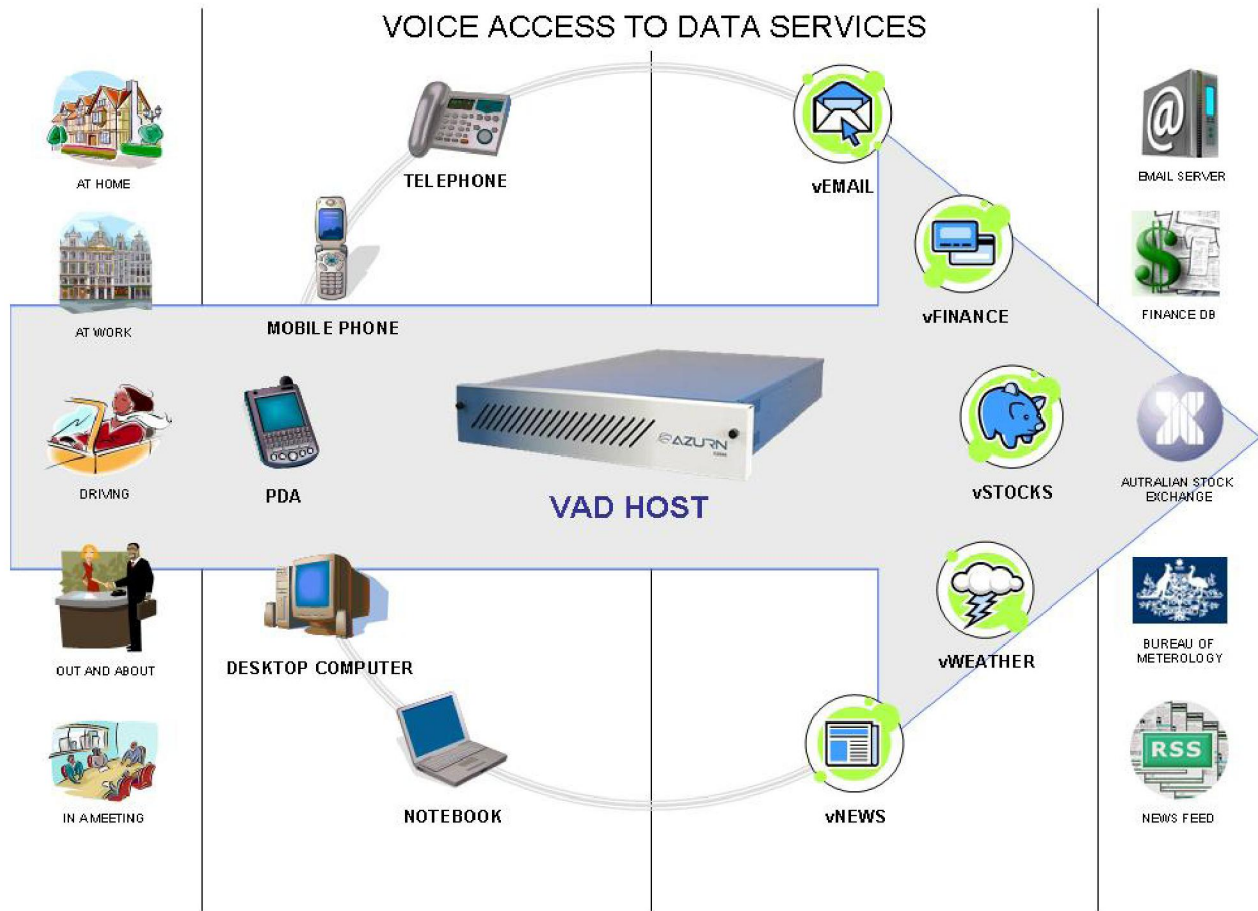 VOICE ACCESS TO DATA SERVICES
AT HOME
AT WORK
DRIVING
OUT AND ABOUT
IN A MEETING
TELEPHONE
MOBILE PHONE
PDA
DESKTOP COMPUTER
NOTEBOOK
AZURN
VAD HOST
vEMAIL
vFINANCE
vSTOCKS
vWEATHER
vNEWS
@
EMAIL SERVER
$
FINANCE DB
AUTRALIAN STOCK
EXCHANGE
BUREAU OF
METEROLOGY
RSS
NEWS FEED